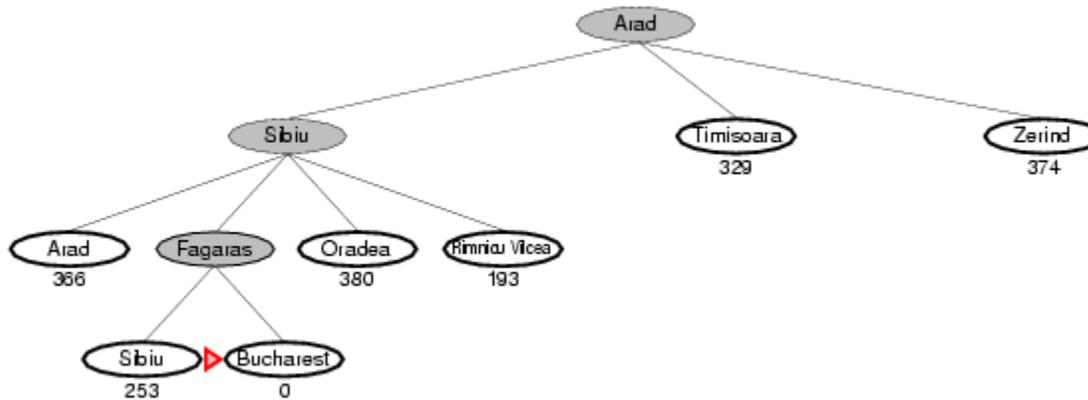 Arad
Sibiu
Timisoara
Zerind
329
374
Arad
Fagaras
Oradea
Rimnicu Vilcea
366
380
193
Sibiu
Bucharest
253
0